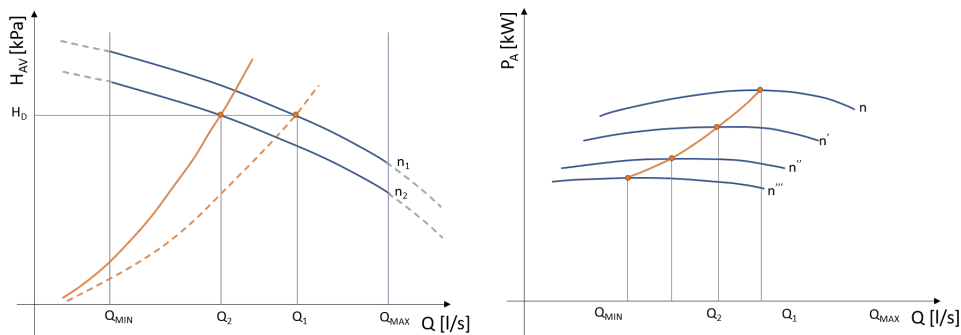 H_AV [kPa]
H_D
n_1
n_2
Q_MIN
Q_2
Q_1
Q_MAX
Q [l/s]
P_A [kW]
n
n'
n''
n'''
Q_MIN
Q_2
Q_1
Q_MAX
Q [l/s]